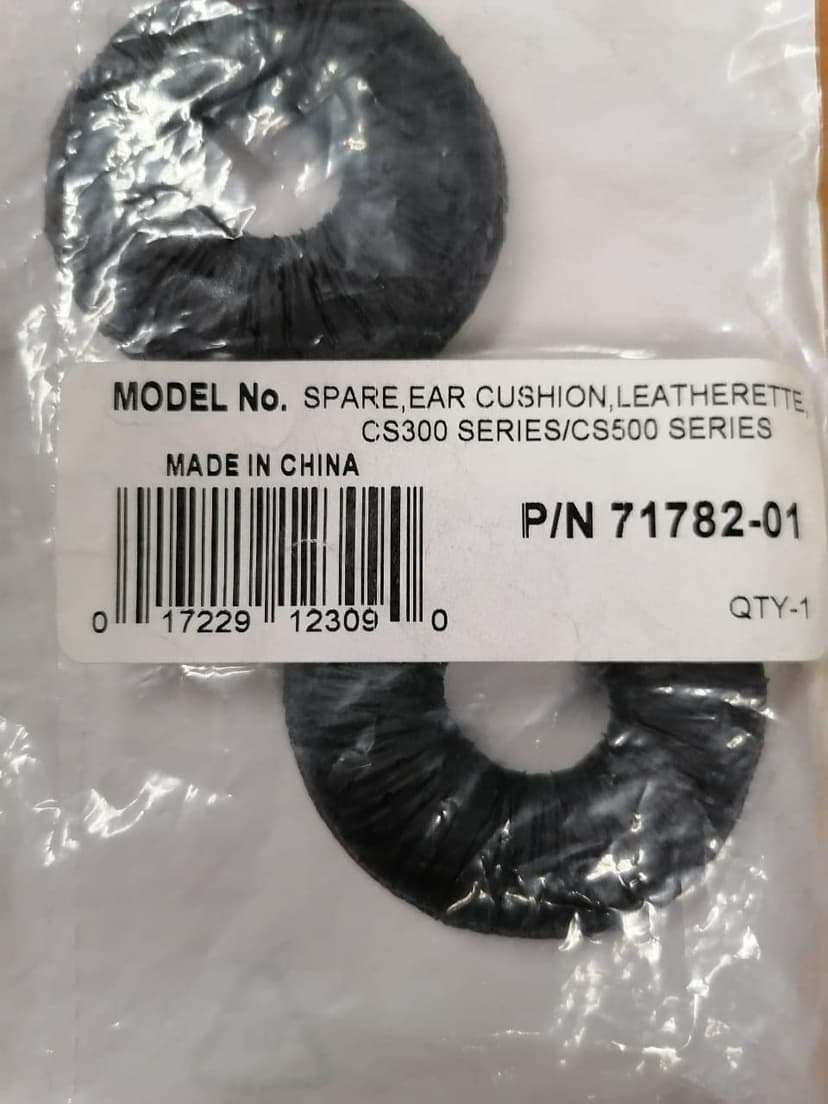 MODEL No. SPARE,EAR CUSHION,LEATHERETTE,
CS300 SERIES/CS500 SERIES
MADE IN CHINA
P/N 71782-01
QTY-1
0 17229 12309 0